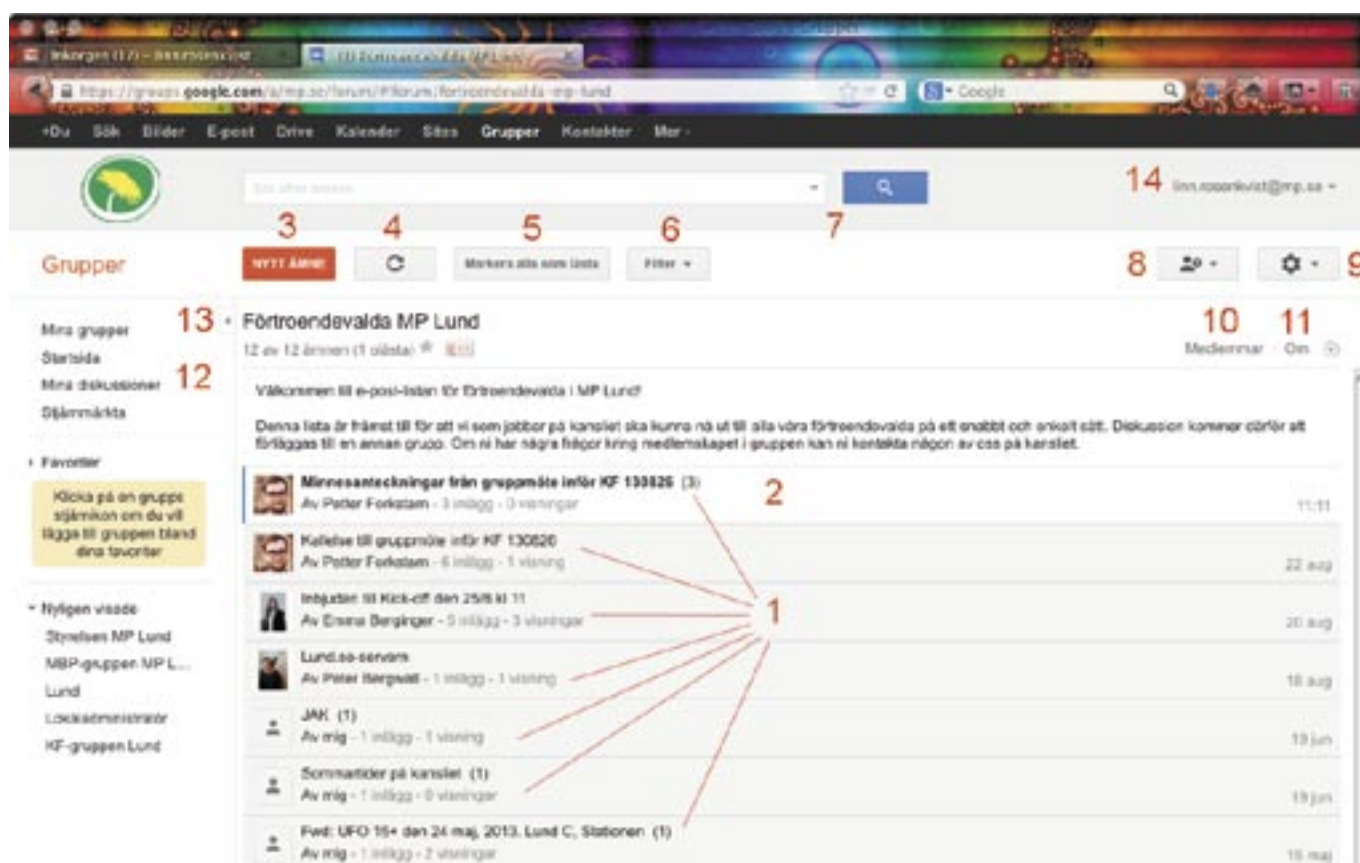 Grupper
Inkorgen (17) -
(1) Förtroendevalda MP Lund
https://groups.google.com/a/mp.se/forum/#!forum/fortroendevalda-mp-lund
Google
+Du Sök Bilder E-post Drive Kalender Sites Grupper Kontakter Mer
Sök efter ämnen
14 linn.rosenkvist@mp.se
3 4 5 6 7
Grupper
NYTT ÄMNE Markera alla som lästa Filter
8 9
13 Förtroendevalda MP Lund
10 11
12 av 12 ämnen (1 olästa)
Medlemmar Om
Mina grupper
Startsida
Mina diskussioner 12
Stjärnmärkta
Favoriter
Klicka på en grupps
stjärnikon om du vill
lägga till gruppen bland
dina favoriter
Nyligen visade
Styrelsen MP Lund
MBP-gruppen MP L...
Lund
Lokaladministratör
KF-gruppen Lund
Välkommen till e-post-listan för förtroendevalda i MP Lund!
Denna lista är främst till för att vi som jobbar på kansliet ska kunna nå ut till alla våra förtroendevalda på ett snabbt och enkelt sätt. Diskussion kommer därför att
förläggas till en annan grupp. Om ni har några frågor kring medlemskapet i gruppen kan ni kontakta någon av oss på kansliet.
Minnesanteckningar från gruppmöte inför KF 130826 (3)
2
Av Petter Forkstam - 3 inlägg - 0 visningar
11:11
Kallelse till gruppmöte inför KF 130826
Av Petter Forkstam - 6 inlägg - 1 visning
22 aug
Inbjudan till Kick-off den 25/8 kl 11
1
Av Emma Berginger - 5 inlägg - 3 visningar
20 aug
Lund.se-servern
Av Peter Bergwall - 1 inlägg - 1 visning
18 aug
JAK (1)
Av mig - 1 inlägg - 1 visning
19 jun
Sommartider på kansliet (1)
Av mig - 1 inlägg - 0 visningar
19 jun
Fwd: UFO 15+ den 24 maj, 2013, Lund C, Stationen (1)
Av mig - 1 inlägg - 2 visningar
15 maj